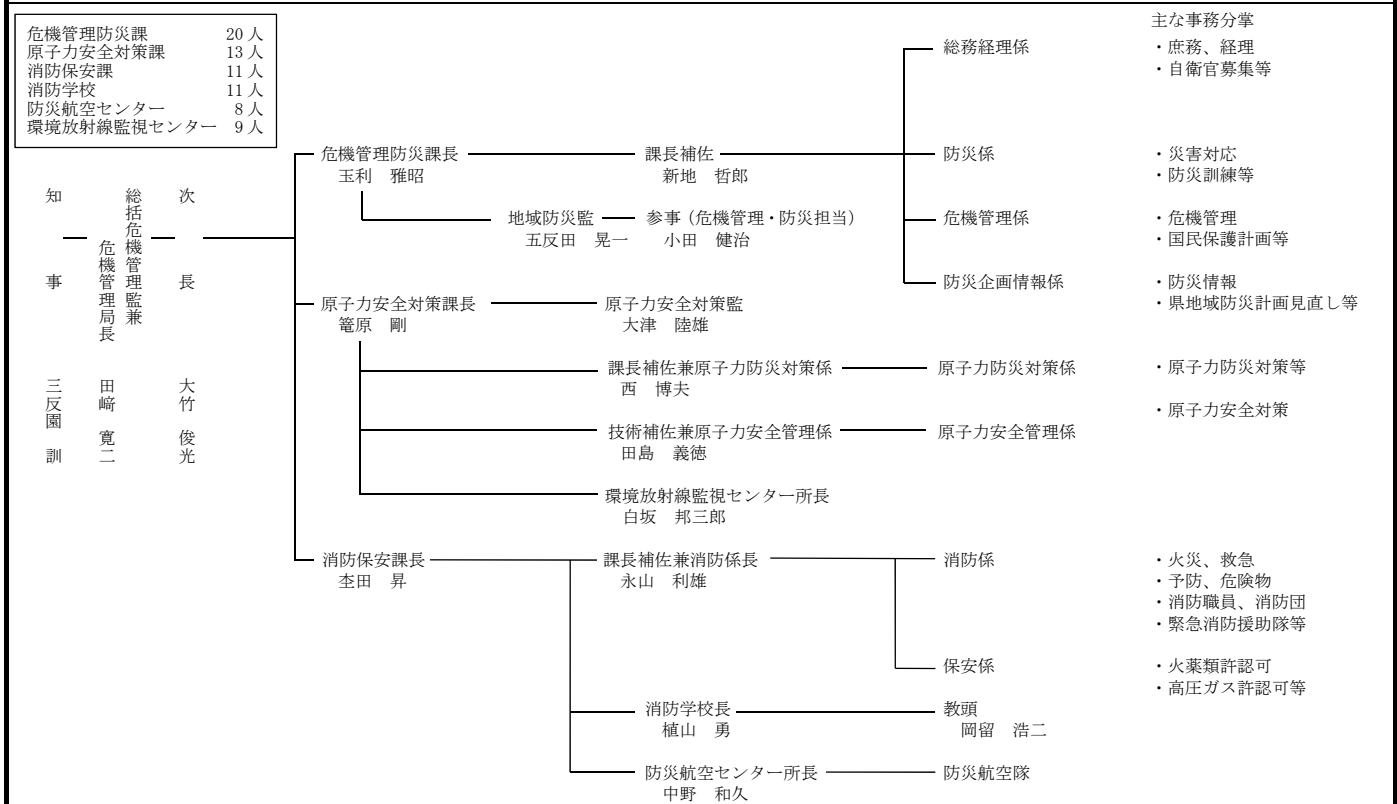 主な事務分掌
危機管理防災課 20人
原子力安全対策課 13人
消防保安課 11人
消防学校 11人
防災航空センター 8人
環境放射線監視センター 9人
知事 三反園 訓
総括危機管理監兼
危機管理局長 田﨑 寛二
次長 大竹 俊光
危機管理防災課長
玉利 雅昭
課長補佐
新地 哲郎
総務経理係
・庶務、経理
・自衛官募集等
防災係
・災害対応
・防災訓練等
地域防災監
五反田 晃一
参事(危機管理・防災担当)
小田 健治
危機管理係
・危機管理
・国民保護計画等
防災企画情報係
・防災情報
・県地域防災計画見直し等
原子力安全対策課長
竃原 剛
原子力安全対策監
大津 陸雄
課長補佐兼原子力防災対策係
西 博夫
原子力防災対策係
・原子力防災対策等
技術補佐兼原子力安全管理係
田島 義徳
原子力安全管理係
・原子力安全対策
環境放射線監視センター所長
白坂 邦三郎
消防保安課長
杢田 昇
課長補佐兼消防係長
永山 利雄
消防係
・火災、救急
・予防、危険物
・消防職員、消防団
・緊急消防援助隊等
保安係
・火薬類許認可
・高圧ガス許認可等
消防学校長
植山 勇
教頭
岡留 浩二
防災航空センター所長
中野 和久
防災航空隊